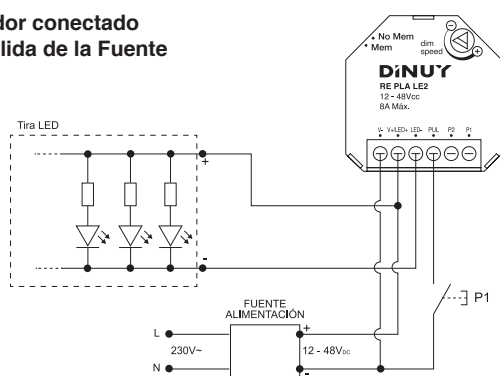 dor conectado
lida de la Fuente
No Mem
Mem
dim
speed
DiNUY
RE PLA LE2
12 - 48Vcc
8A Máx.
V- V+/LED+ LED- PUL P2 P1
Tira LED
+
-
P1
FUENTE
ALIMENTACIÓN
L
230V~
N
+
12 - 48VDC
-